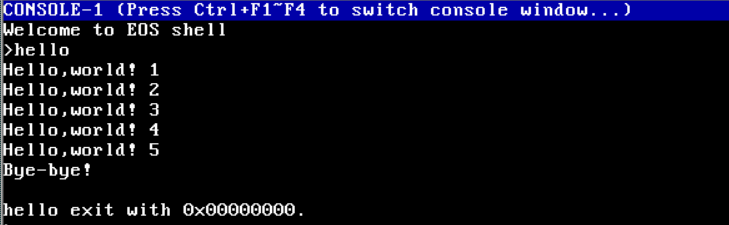 CONSOLE-1 (Press Ctrl+F1~F4 to switch console window...)
Welcome to EOS shell
>hello
Hello,world! 1
Hello,world! 2
Hello,world! 3
Hello,world! 4
Hello,world! 5
Bye-bye!
hello exit with 0x00000000.